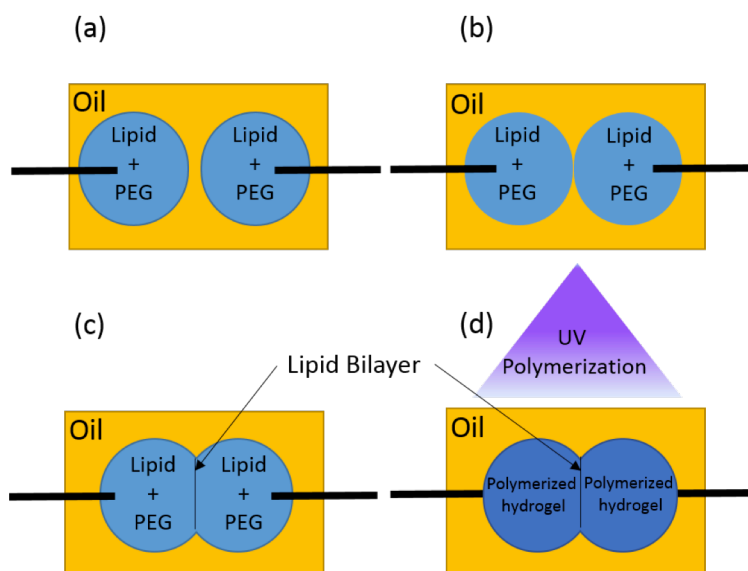 (a)
Oil
Lipid
+
PEG
Lipid
+
PEG
(b)
Oil
Lipid
+
PEG
Lipid
+
PEG
(c)
Lipid Bilayer
Oil
Lipid
+
PEG
Lipid
+
PEG
(d)
UV
Polymerization
Oil
Polymerized
hydrogel
Polymerized
hydrogel